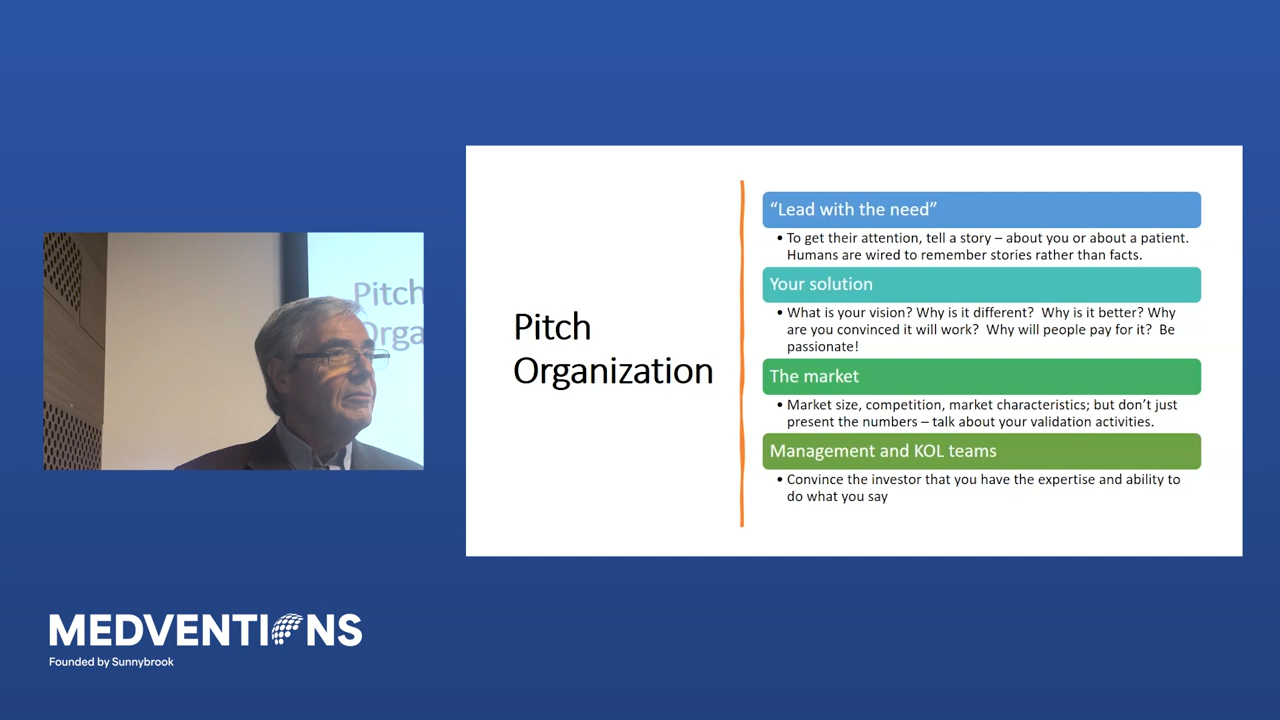 Pitch
Orga
Pitch
Organization
“Lead with the need”
• To get their attention, tell a story – about you or about a patient.
Humans are wired to remember stories rather than facts.
Your solution
• What is your vision? Why is it different?  Why is it better? Why
are you convinced it will work?  Why will people pay for it?  Be
passionate!
The market
• Market size, competition, market characteristics; but don’t just
present the numbers – talk about your validation activities.
Management and KOL teams
• Convince the investor that you have the expertise and ability to
do what you say
MEDVENTIONS
Founded by Sunnybrook